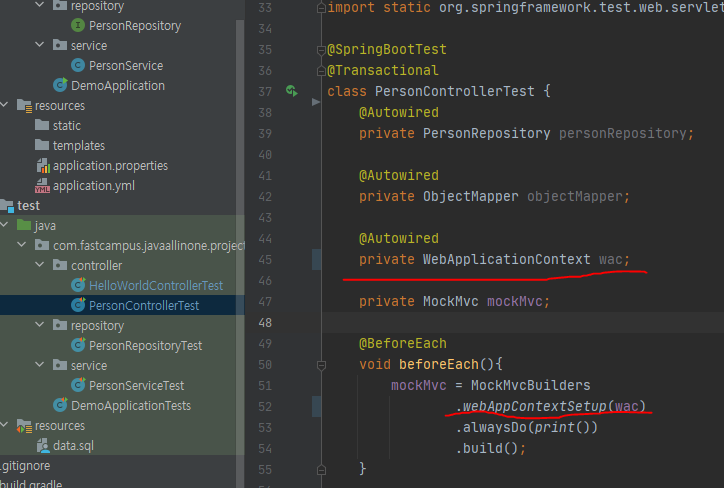 repository
PersonRepository
service
PersonService
DemoApplication
resources
static
templates
application.properties
application.yml
test
java
com.fastcampus.javaallinone.project
controller
HelloWorldControllerTest
PersonControllerTest
repository
PersonRepositoryTest
service
PersonServiceTest
DemoApplicationTests
resources
data.sql
.gitignore
build.gradle
33 import static org.springframework.test.web.servlet
34
35 @SpringBootTest
36 @Transactional
37 class PersonControllerTest {
38 @Autowired
39 private PersonRepository personRepository;
40
41 @Autowired
42 private ObjectMapper objectMapper;
43
44 @Autowired
45 private WebApplicationContext wac;
46
47 private MockMvc mockMvc;
48
49 @BeforeEach
50 void beforeEach(){
51 mockMvc = MockMvcBuilders
52 .webAppContextSetup(wac)
53 .alwaysDo(print())
54 .build();
55 }